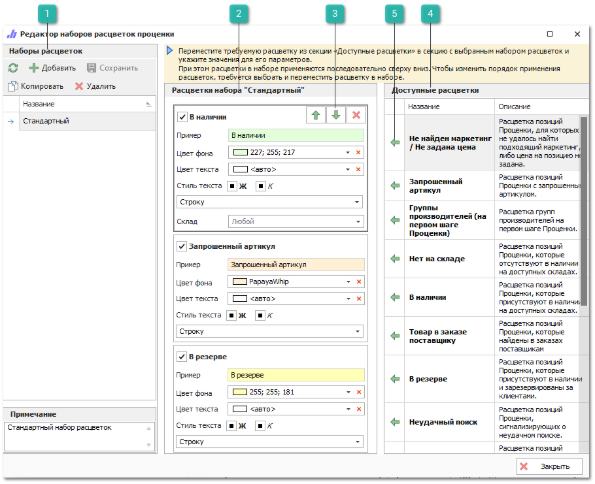 1 2 3 5 4
Редактор наборов расцветок проценки
Наборы расцветок
Добавить Сохранить
Копировать Удалить
Название
Стандартный
Примечание
Стандартный набор расцветок
Переместите требуемую расцветку из секции «Доступные расцветки» в секцию с выбранным набором расцветок и
укажите значения для его параметров.
При этом расцветки в наборе применяются последовательно сверху вниз. Чтобы изменить порядок применения
расцветок, требуется выбрать и переместить расцветку в наборе.
Расцветки набора "Стандартный"
В наличии
Пример В наличии
Цвет фона 227; 255; 217
Цвет текста <авто>
Стиль текста Ж К
Строку
Склад Любой
Запрошенный артикул
Пример Запрошенный артикул
Цвет фона PapayaWhip
Цвет текста <авто>
Стиль текста Ж К
Строку
В резерве
Пример В резерве
Цвет фона 255; 255; 181
Цвет текста <авто>
Стиль текста Ж К
Строку
Доступные расцветки
Название Описание
Не найден маркетинг
/ Не задана цена
Расцветка позиций
Проценки, для которых
не удалось найти
подходящий маркетинг,
либо цена на позицию не
задана.
Запрошенный
артикул
Расцветка позиций
Проценки с запрошенным
артикулом.
Группы
производителей (на
первом шаге
Проценки)
Расцветка групп
производителей на
первом шаге Проценки.
Нет на складе
Расцветка позиций
Проценки, которые
отсутствуют в наличии
на доступных складах.
В наличии
Расцветка позиций
Проценки, которые
присутствуют в наличии
на доступных складах.
Товар в заказе
поставщику
Расцветка позиций
Проценки, которые
найдены в заказах
поставщикам
В резерве
Расцветка позиций
Проценки, которые
присутствуют в наличии
и зарезервированы за
клиентами.
Неудачный поиск
Расцветка позиций
Проценки,
сигнализирующих о
неудачном поиске.
Расцветка позиций
Закрыть